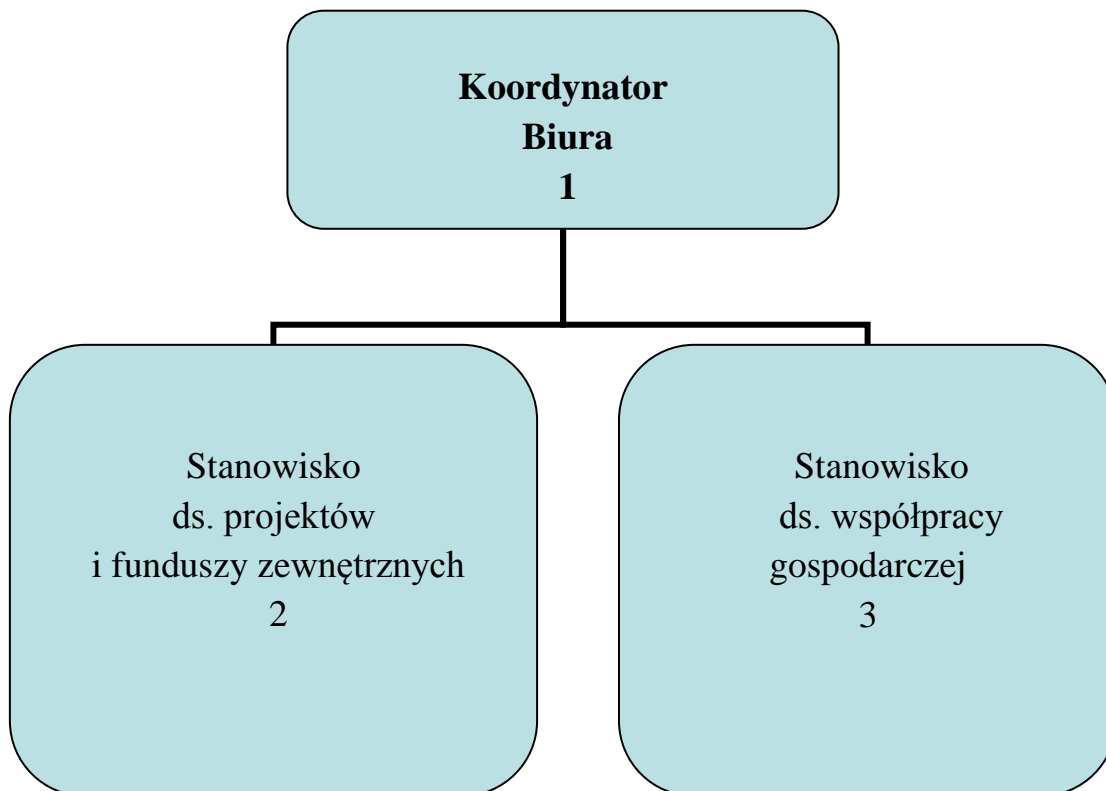 Koordynator
Biura
1
Stanowisko
ds. projektów
i funduszy zewnętrznych
2
Stanowisko
ds. współpracy
gospodarczej
3